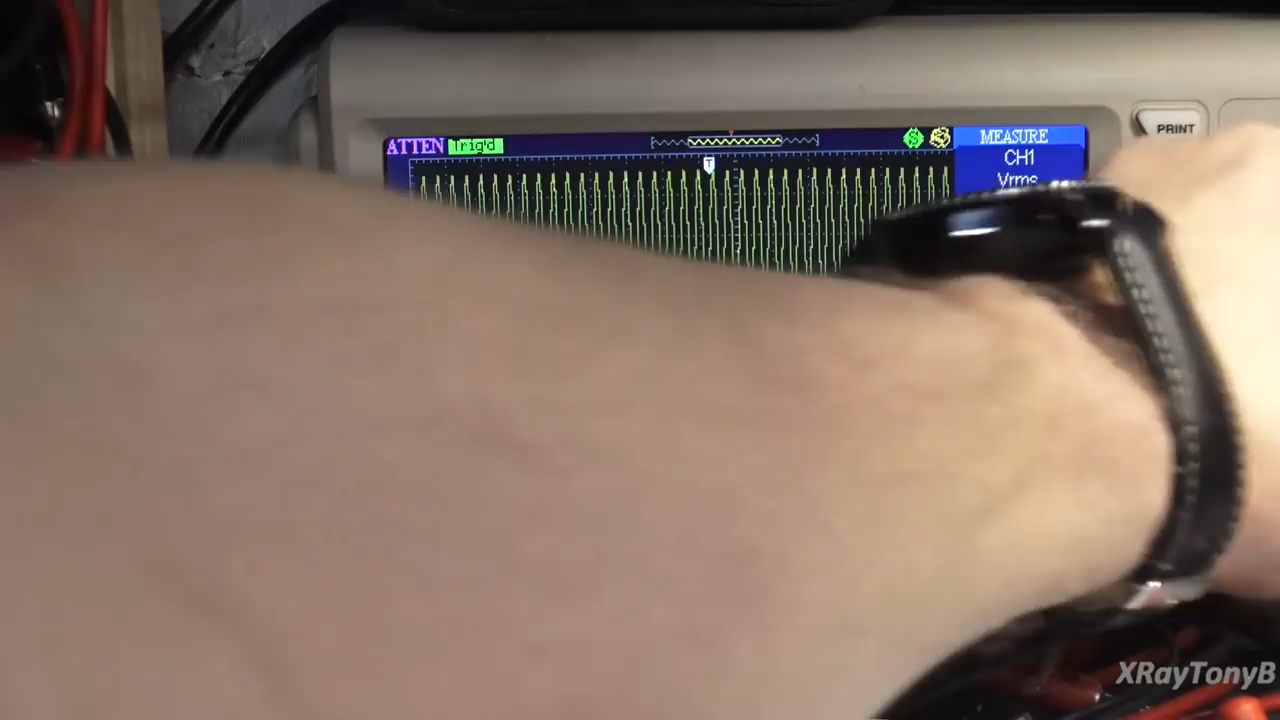 ATTEN Trig'd
T
MEASURE
CH1
Vrms
PRINT
XRayTonyB